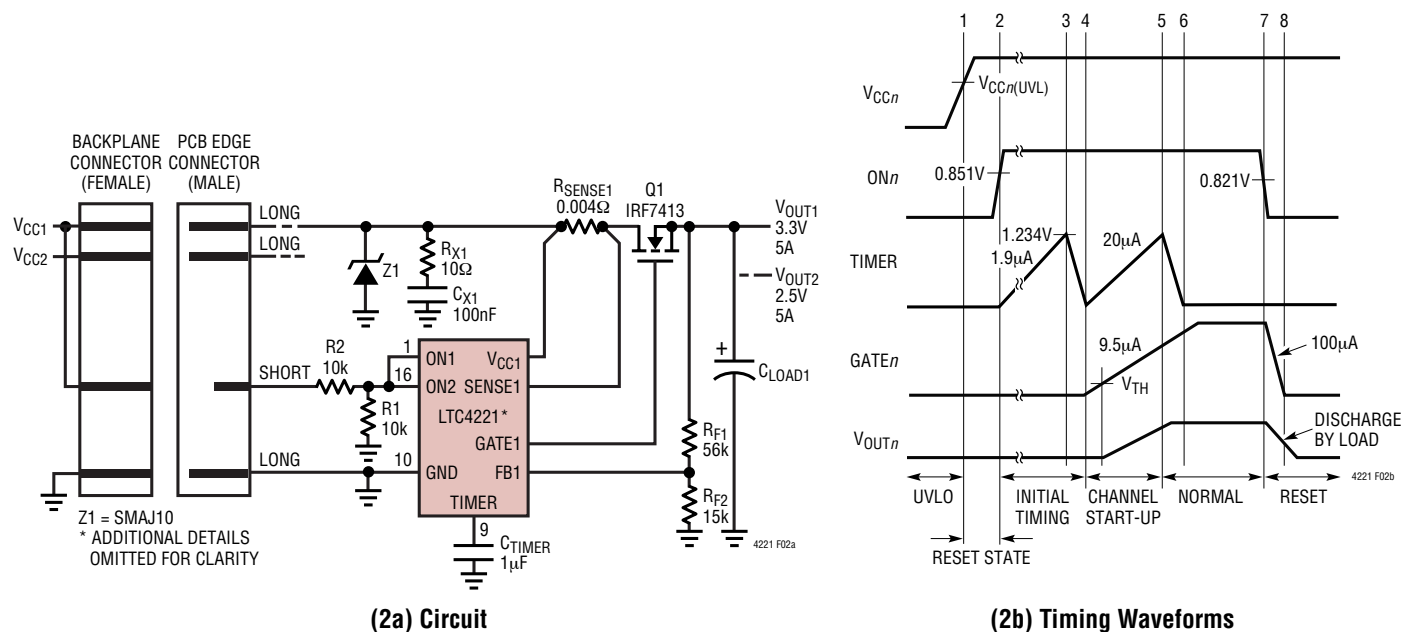 BACKPLANE
CONNECTOR
(FEMALE)
PCB EDGE
CONNECTOR
(MALE)
VCC1
VCC2
LONG
LONG
SHORT
LONG
Z1
RX1
10Ω
CX1
100nF
RSENSE1
0.004Ω
Q1
IRF7413
VOUT1
3.3V
5A
VOUT2
2.5V
5A
R2
10k
R1
10k
1
16
10
9
ON1
ON2
LTC4221*
GND
TIMER
VCC1
SENSE1
GATE1
FB1
+
CLOAD1
RF1
56k
RF2
15k
CTIMER
1µF
4221 F02a
Z1 = SMAJ10
* ADDITIONAL DETAILS
OMITTED FOR CLARITY
(2a) Circuit
1 2 3 4 5 6 7 8
VCCn
VCCn(UVL)
ONn
0.851V
0.821V
TIMER
1.234V
1.9µA
20µA
GATEn
9.5µA
VTH
100µA
VOUTn
DISCHARGE
BY LOAD
4221 F02b
UVLO
INITIAL
TIMING
CHANNEL
START-UP
NORMAL
RESET
RESET STATE
(2b) Timing Waveforms